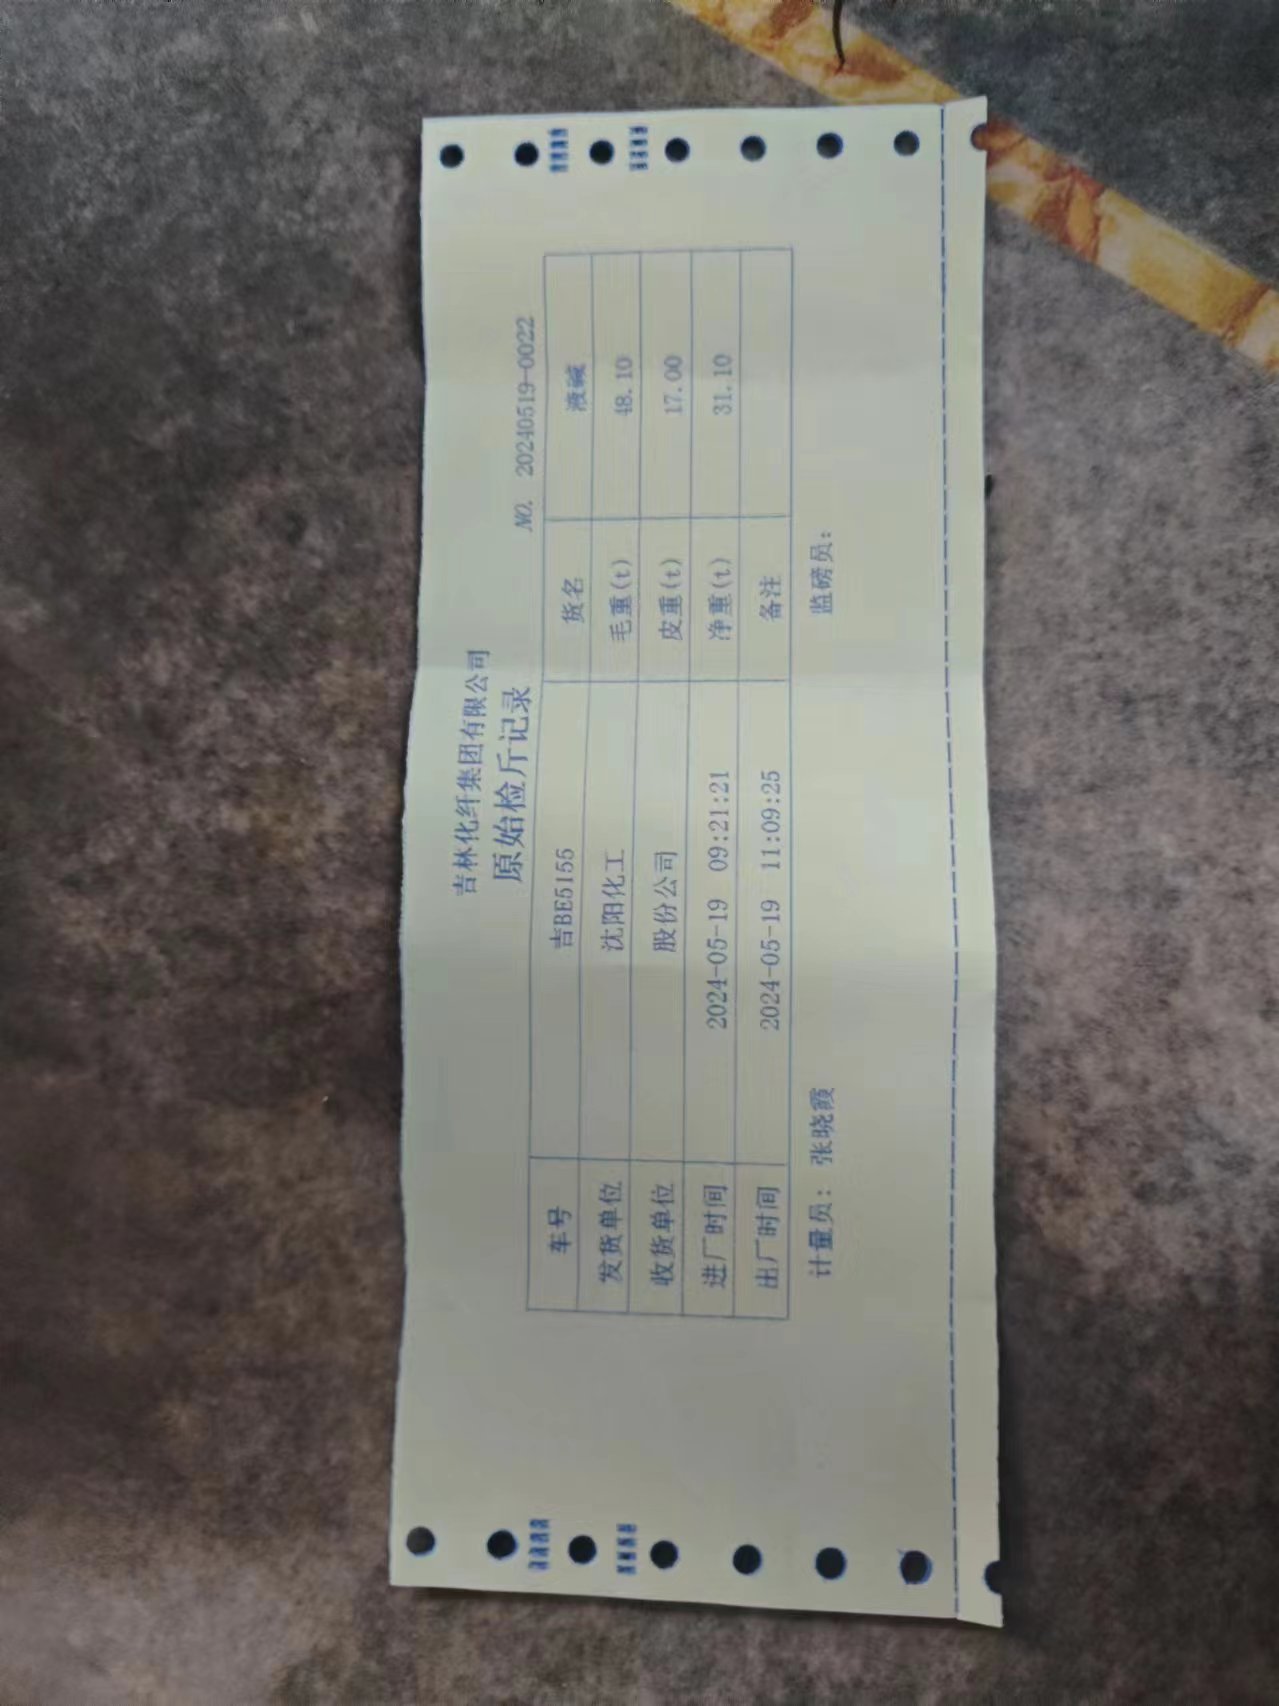 吉林化纤集团有限公司
原始检斤记录
NO. 20240519-0022
车号 吉BE5155 货名 液碱
发货单位 沈阳化工 毛重(t) 48.10
收货单位 股份公司 皮重(t) 17.00
进厂时间 2024-05-19 09:21:21 净重(t) 31.10
出厂时间 2024-05-19 11:09:25 备注
计量员: 张晓霞 监磅员: